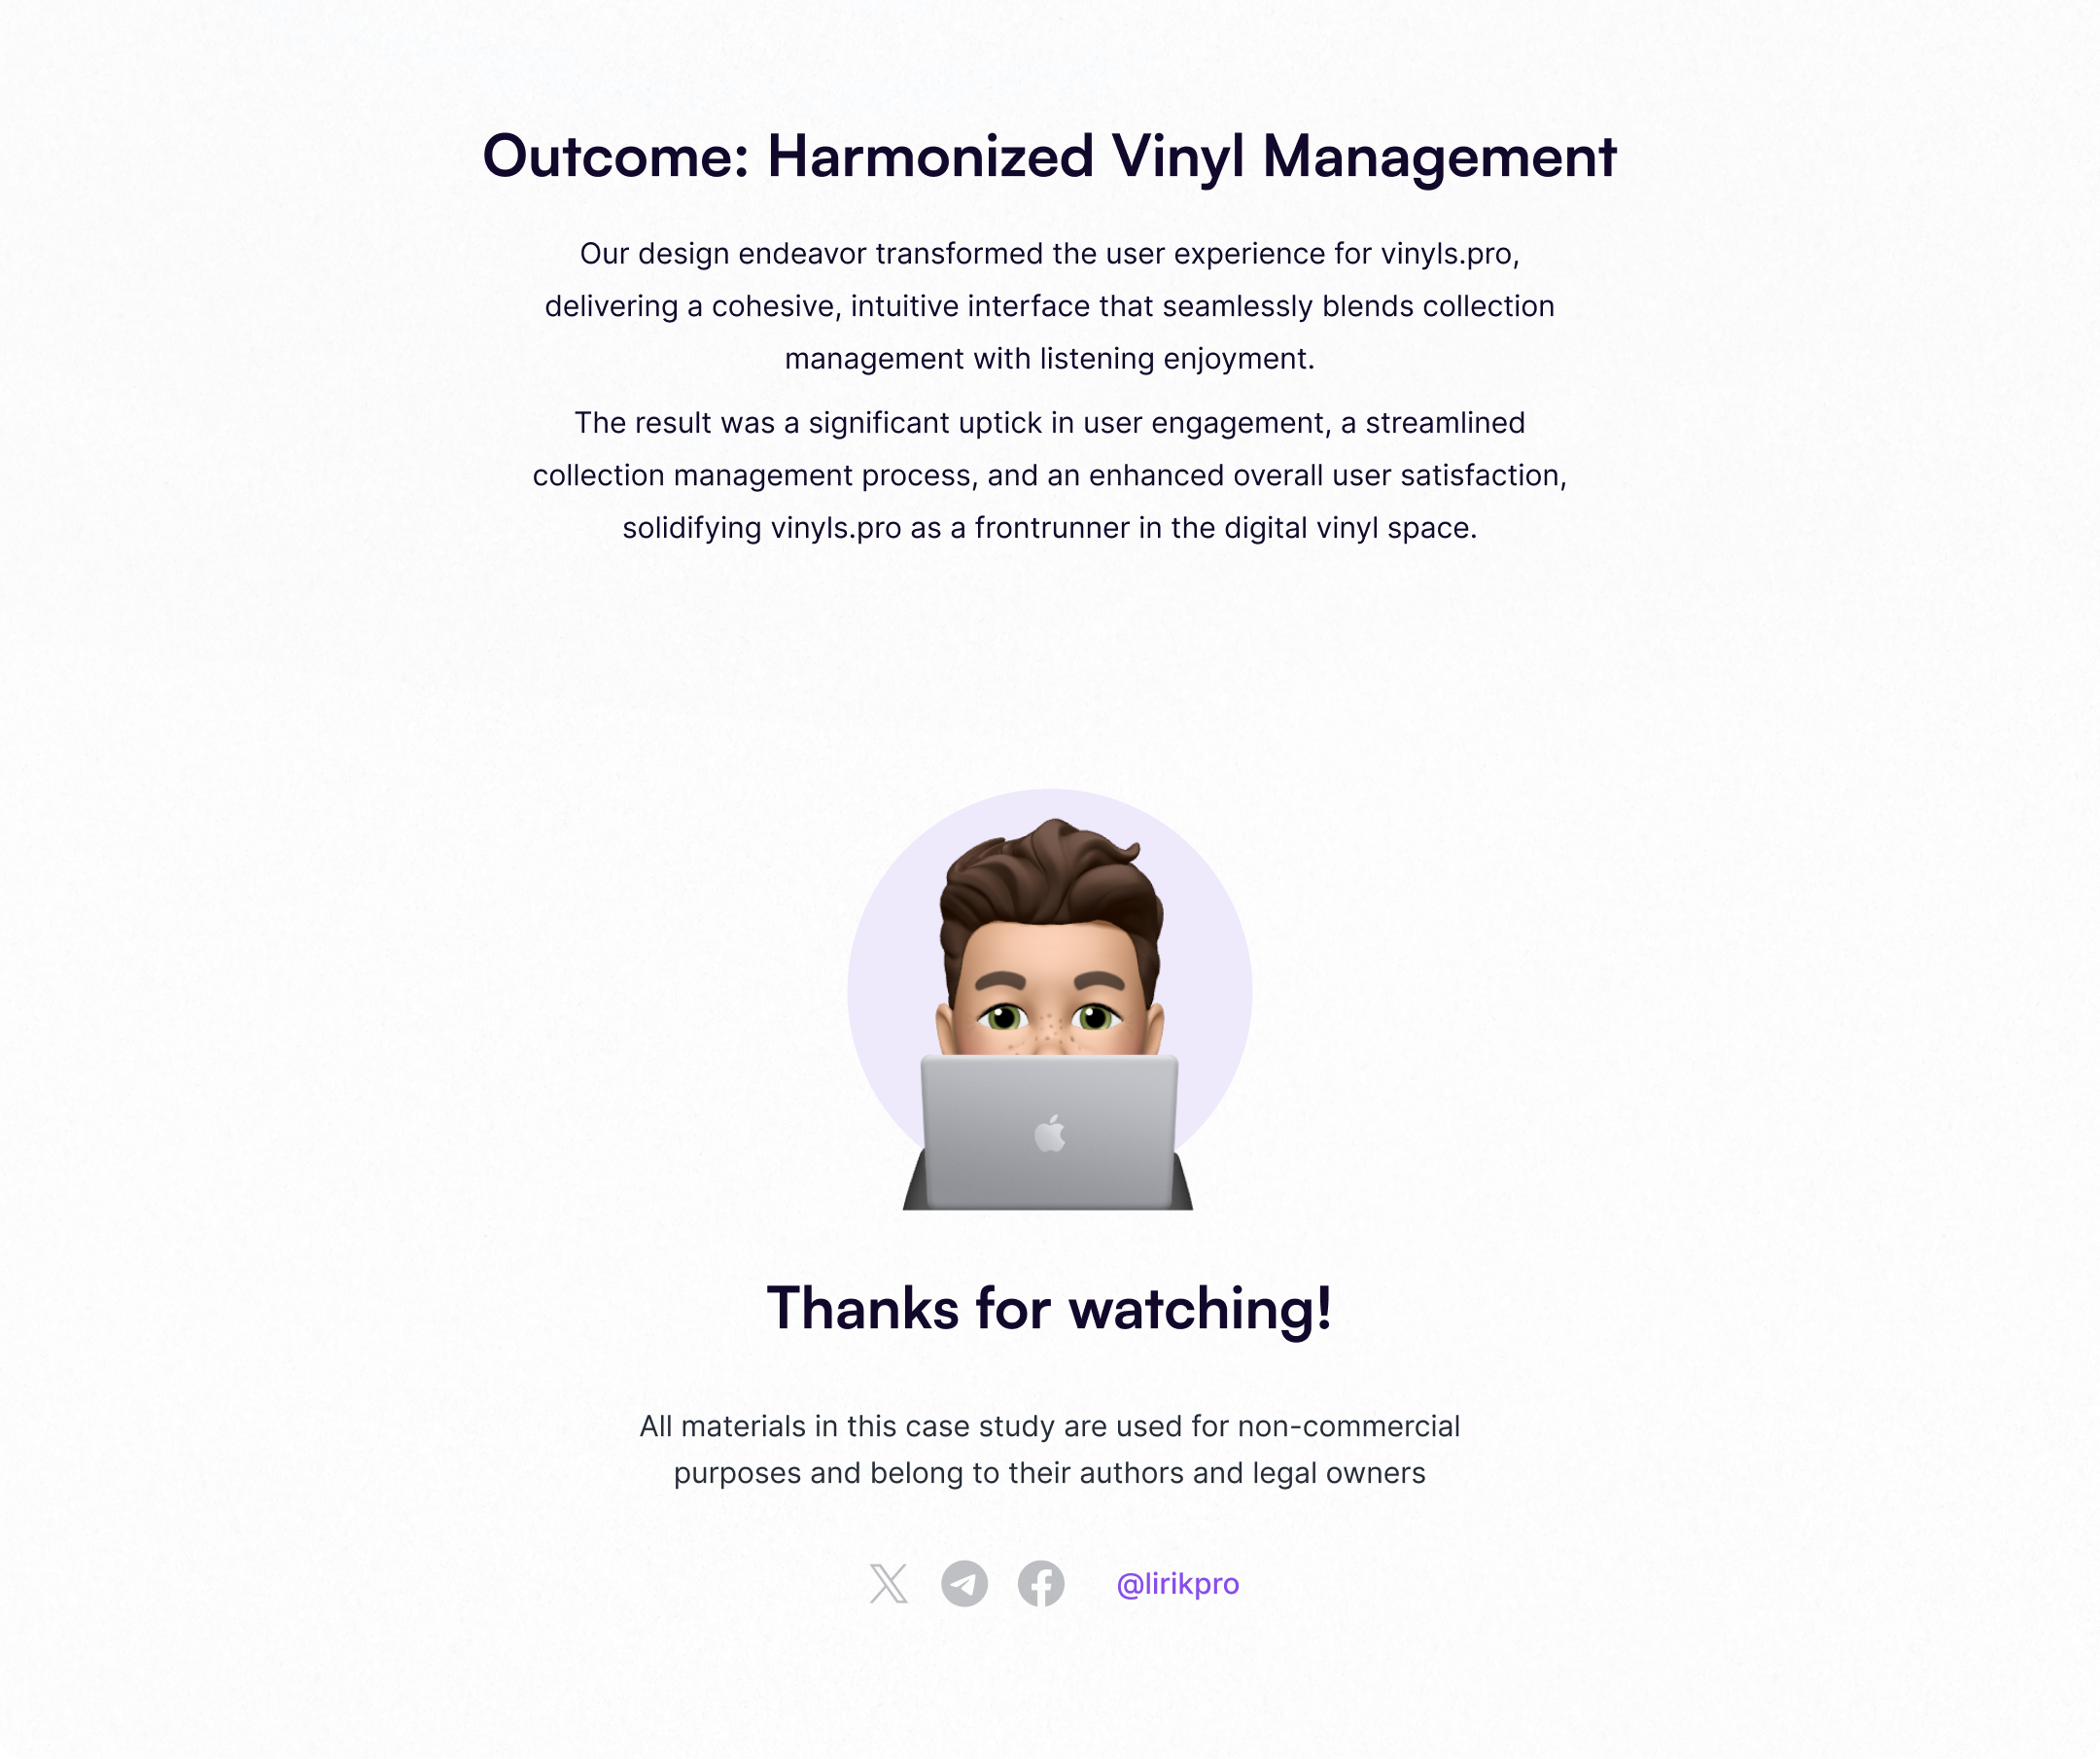 Outcome: Harmonized Vinyl Management
Our design endeavor transformed the user experience for vinyls.pro,
delivering a cohesive, intuitive interface that seamlessly blends collection
management with listening enjoyment.
The result was a significant uptick in user engagement, a streamlined
collection management process, and an enhanced overall user satisfaction,
solidifying vinyls.pro as a frontrunner in the digital vinyl space.
Thanks for watching!
All materials in this case study are used for non-commercial
purposes and belong to their authors and legal owners
@lirikpro